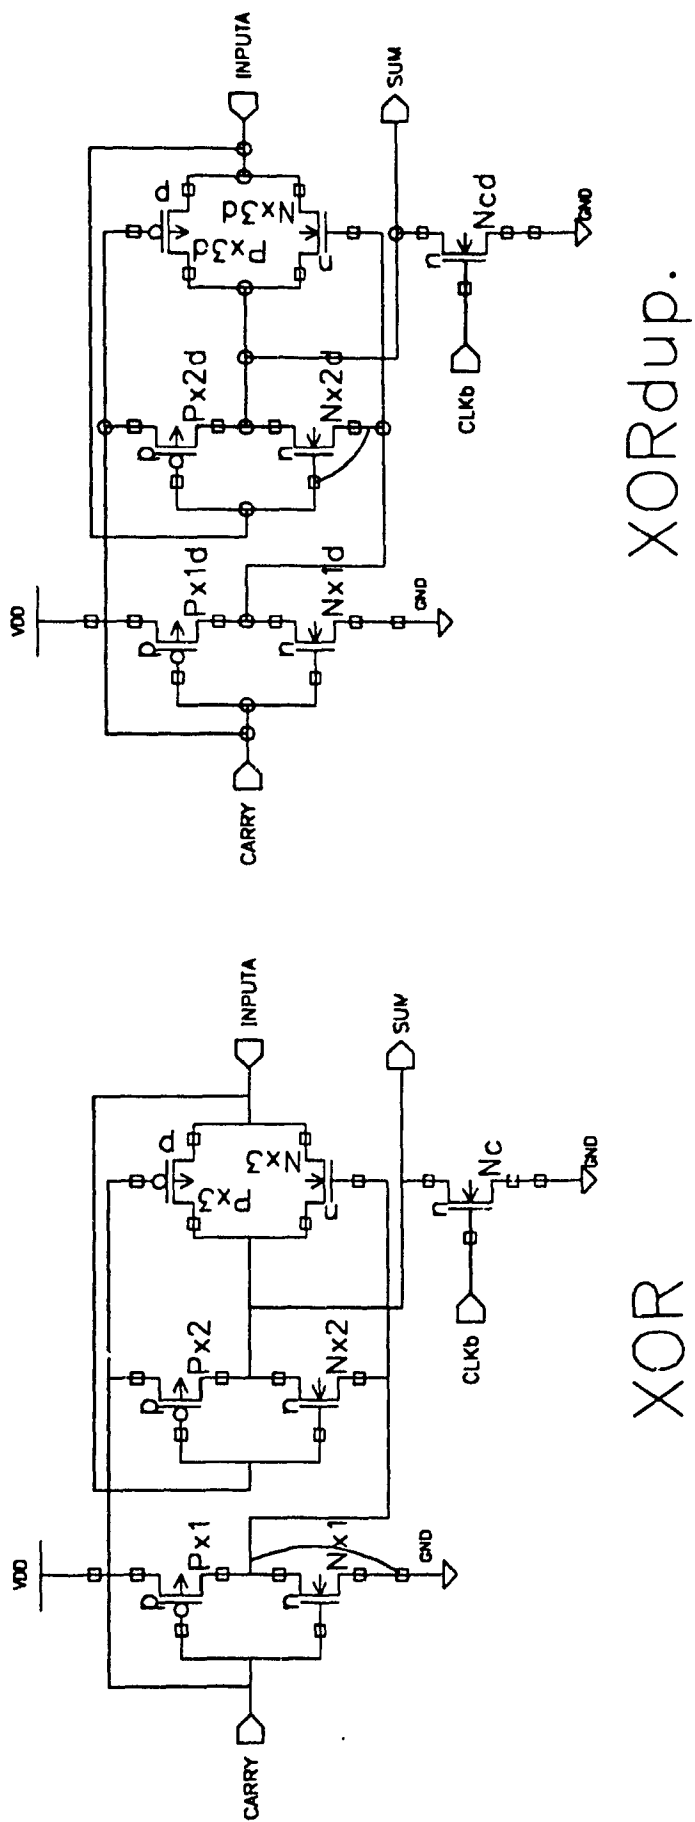 VDD
INPUTA
p
Px3d
Nx3d
n
p
Px2d
n
Nx2d
p
Px1d
n
Nx1d
GND
CARRY
SUM
n
Ncd
CLKb
GND
XORdup.
VDD
INPUTA
p
Px3
Nx3
n
p
Px2
n
Nx2
p
Px1
n
Nx1
GND
CARRY
SUM
n
Nc
CLKb
GND
XOR